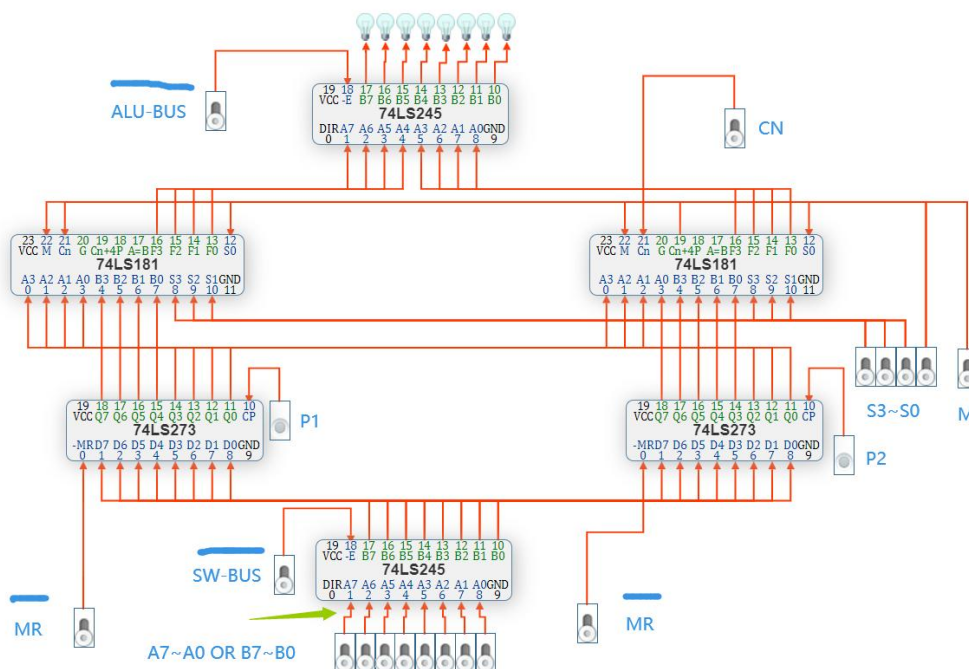 ALU-BUS
19 18 17 16 15 14 13 12 11 10
VCC -E B7 B6 B5 B4 B3 B2 B1 B0
74LS245
DIR A7 A6 A5 A4 A3 A2 A1 A0 GND
0 1 2 3 4 5 6 7 8 9
CN
23 22 21 20 19 18 17 16 15 14 13 12
VCC M Cn G Cn+4 P A=B F3 F2 F1 F0 S0
74LS181
A3 A2 A1 A0 B3 B2 B1 B0 S3 S2 S1 GND
0 1 2 3 4 5 6 7 8 9 10 11
23 22 21 20 19 18 17 16 15 14 13 12
VCC M Cn G Cn+4 P A=B F3 F2 F1 F0 S0
74LS181
A3 A2 A1 A0 B3 B2 B1 B0 S3 S2 S1 GND
0 1 2 3 4 5 6 7 8 9 10 11
S3~S0
M
19 18 17 16 15 14 13 12 11 10
VCC Q7 Q6 Q5 Q4 Q3 Q2 Q1 Q0 CP
74LS273
-MR D7 D6 D5 D4 D3 D2 D1 D0 GND
0 1 2 3 4 5 6 7 8 9
P1
19 18 17 16 15 14 13 12 11 10
VCC Q7 Q6 Q5 Q4 Q3 Q2 Q1 Q0 CP
74LS273
-MR D7 D6 D5 D4 D3 D2 D1 D0 GND
0 1 2 3 4 5 6 7 8 9
P2
SW-BUS
19 18 17 16 15 14 13 12 11 10
VCC -E B7 B6 B5 B4 B3 B2 B1 B0
74LS245
DIR A7 A6 A5 A4 A3 A2 A1 A0 GND
0 1 2 3 4 5 6 7 8 9
MR
MR
A7~A0 OR B7~B0